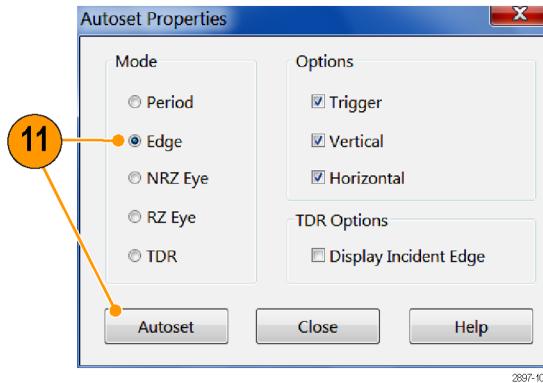 Autoset Properties
X
Mode
Period
Edge
NRZ Eye
RZ Eye
TDR
Options
Trigger
Vertical
Horizontal
TDR Options
Display Incident Edge
11
Autoset
Close
Help